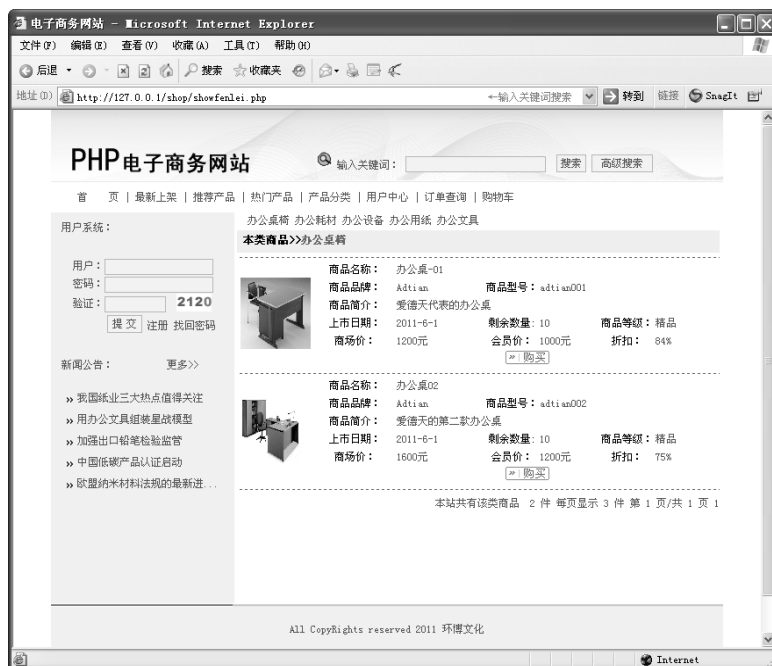 电子商务网站 - Microsoft Internet Explorer
文件(F) 编辑(E) 查看(V) 收藏(A) 工具(T) 帮助(H)
后退 搜索 收藏夹
地址(D) http://127.0.0.1/shop/showfenlei.php ←输入关键词搜索 转到 链接 SnagIt
PHP电子商务网站 输入关键词: 搜索 高级搜索
首 页 | 最新上架 | 推荐产品 | 热门产品 | 产品分类 | 用户中心 | 订单查询 | 购物车
用户系统:
用户:
密码:
验证: 2120
提 交 注册 找回密码
新闻公告: 更多>>
» 我国纸业三大热点值得关注
» 用办公文具组装星战模型
» 加强出口铅笔检验监管
» 中国低碳产品认证启动
» 欧盟纳米材料法规的最新进...
办公桌椅 办公耗材 办公设备 办公用纸 办公文具
本类商品>>办公桌椅
商品名称: 办公桌-01
商品品牌: Adtian 商品型号: adtian001
商品简介: 爱德天代表的办公桌
上市日期: 2011-6-1 剩余数量: 10 商品等级: 精品
商场价: 1200元 会员价: 1000元 折扣: 84%
» 购买
商品名称: 办公桌02
商品品牌: Adtian 商品型号: adtian002
商品简介: 爱德天的第二款办公桌
上市日期: 2011-6-1 剩余数量: 10 商品等级: 精品
商场价: 1600元 会员价: 1200元 折扣: 75%
» 购买
本站共有该类商品 2 件 每页显示 3 件 第 1 页/共 1 页 1
All CopyRights reserved 2011 环博文化
Internet